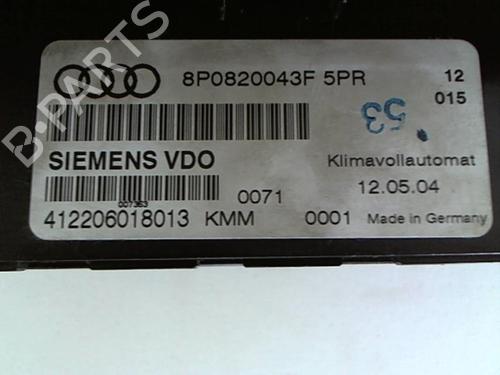 8P0820043F 5PR
12
015
53
SIEMENS VDO
Klimavollautomat
007363
0071
12.05.04
412206018013 KMM
0001
Made in Germany
B-PARTS